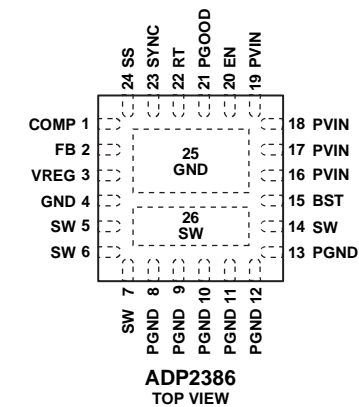 24 SS
23 SYNC
22 RT
21 PGOOD
20 EN
19 PVIN
COMP 1
FB 2
VREG 3
GND 4
SW 5
SW 6
25
GND
26
SW
18 PVIN
17 PVIN
16 PVIN
15 BST
14 SW
13 PGND
SW 7
PGND 8
PGND 9
PGND 10
PGND 11
PGND 12
ADP2386
TOP VIEW